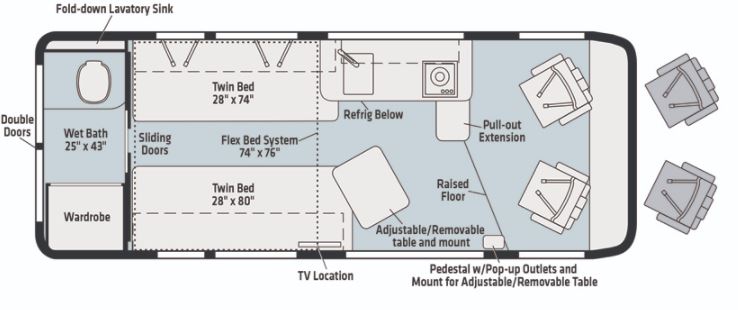 Fold-down Lavatory Sink
Twin Bed
28" x 74"
Refrig Below
Double
Doors
Wet Bath
25" x 43"
Sliding
Doors
Flex Bed System
74" x 76"
Pull-out
Extension
Twin Bed
28" x 80"
Raised
Floor
Wardrobe
Adjustable/Removable
table and mount
TV Location
Pedestal w/Pop-up Outlets and
Mount for Adjustable/Removable Table